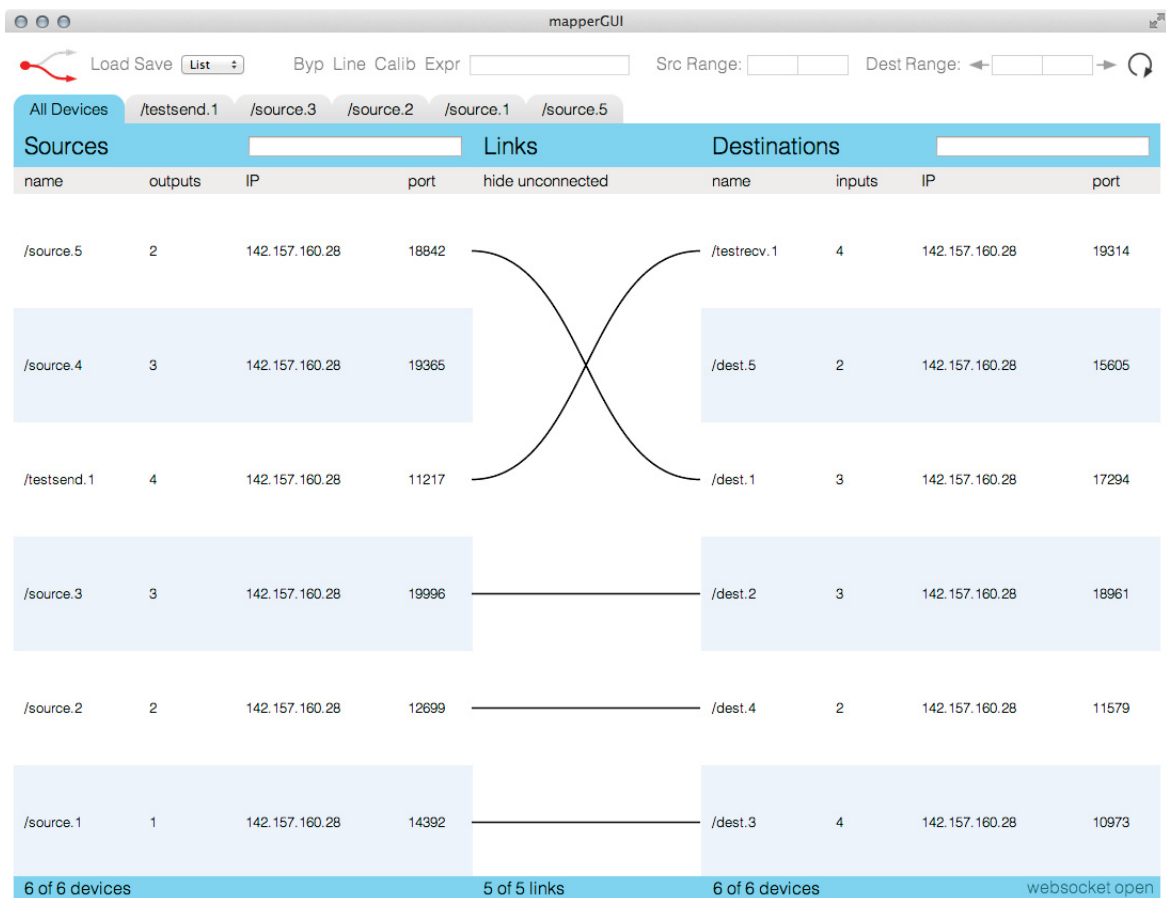 mapperGUI
Load Save List Byp Line Calib Expr Src Range: Dest Range:
All Devices /testsend.1 /source.3 /source.2 /source.1 /source.5
Sources Links Destinations
name outputs IP port hide unconnected name inputs IP port
/source.5 2 142.157.160.28 18842 /testrecv.1 4 142.157.160.28 19314
/source.4 3 142.157.160.28 19365 /dest.5 2 142.157.160.28 15605
/testsend.1 4 142.157.160.28 11217 /dest.1 3 142.157.160.28 17294
/source.3 3 142.157.160.28 19996 /dest.2 3 142.157.160.28 18961
/source.2 2 142.157.160.28 12699 /dest.4 2 142.157.160.28 11579
/source.1 1 142.157.160.28 14392 /dest.3 4 142.157.160.28 10973
6 of 6 devices 5 of 5 links 6 of 6 devices websocket open